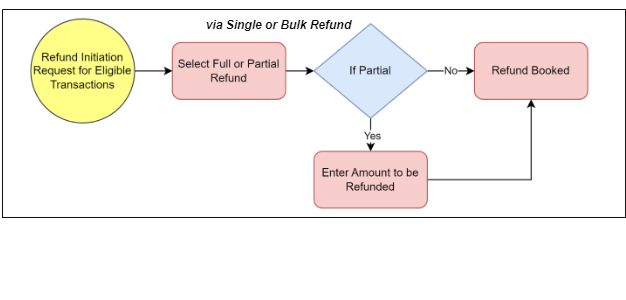 via Single or Bulk Refund
Refund Initiation
Request for Eligible
Transactions
Select Full or Partial
Refund
If Partial
No
Refund Booked
Yes
Enter Amount to be
Refunded